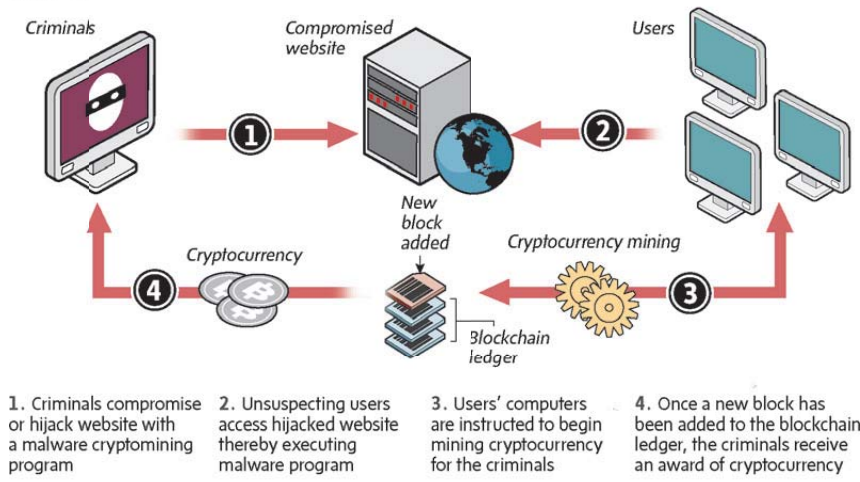 Criminals
Compromised
website
Users
1
2
New
block
added
Cryptocurrency
Cryptocurrency mining
4
3
Blockchain
ledger
1. Criminals compromise
or hijack website with
a malware cryptomining
program
2. Unsuspecting users
access hijacked website
thereby executing
malware program
3. Users’ computers
are instructed to begin
mining cryptocurrency
for the criminals
4. Once a new block has
been added to the blockchain
ledger, the criminals receive
an award of cryptocurrency